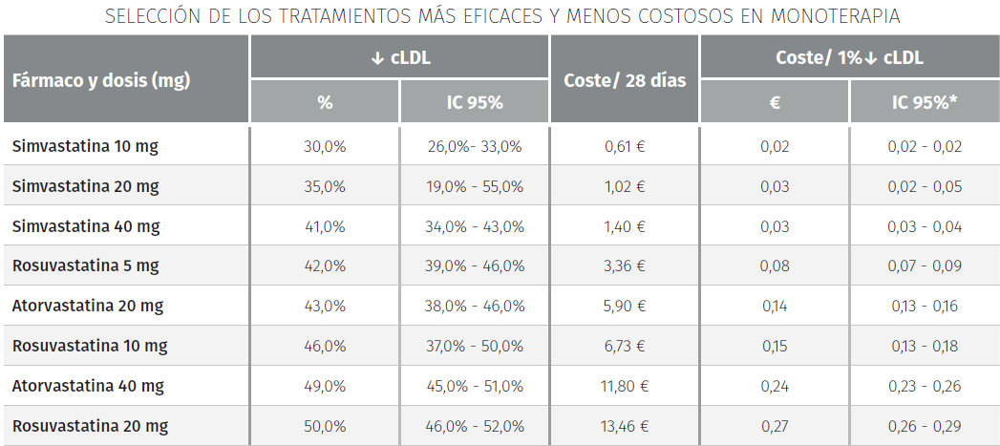 SELECCIÓN DE LOS TRATAMIENTOS MÁS EFICACES Y MENOS COSTOSOS EN MONOTERAPIA
Fármaco y dosis (mg) ↓ cLDL Coste/ 28 días Coste/ 1%↓ cLDL
% IC 95% € IC 95%*
Simvastatina 10 mg 30,0% 26,0%- 33,0% 0,61 € 0,02 0,02 - 0,02
Simvastatina 20 mg 35,0% 19,0% - 55,0% 1,02 € 0,03 0,02 - 0,05
Simvastatina 40 mg 41,0% 34,0% - 43,0% 1,40 € 0,03 0,03 - 0,04
Rosuvastatina 5 mg 42,0% 39,0% - 46,0% 3,36 € 0,08 0,07 - 0,09
Atorvastatina 20 mg 43,0% 38,0% - 46,0% 5,90 € 0,14 0,13 - 0,16
Rosuvastatina 10 mg 46,0% 37,0% - 50,0% 6,73 € 0,15 0,13 - 0,18
Atorvastatina 40 mg 49,0% 45,0% - 51,0% 11,80 € 0,24 0,23 - 0,26
Rosuvastatina 20 mg 50,0% 46,0% - 52,0% 13,46 € 0,27 0,26 - 0,29